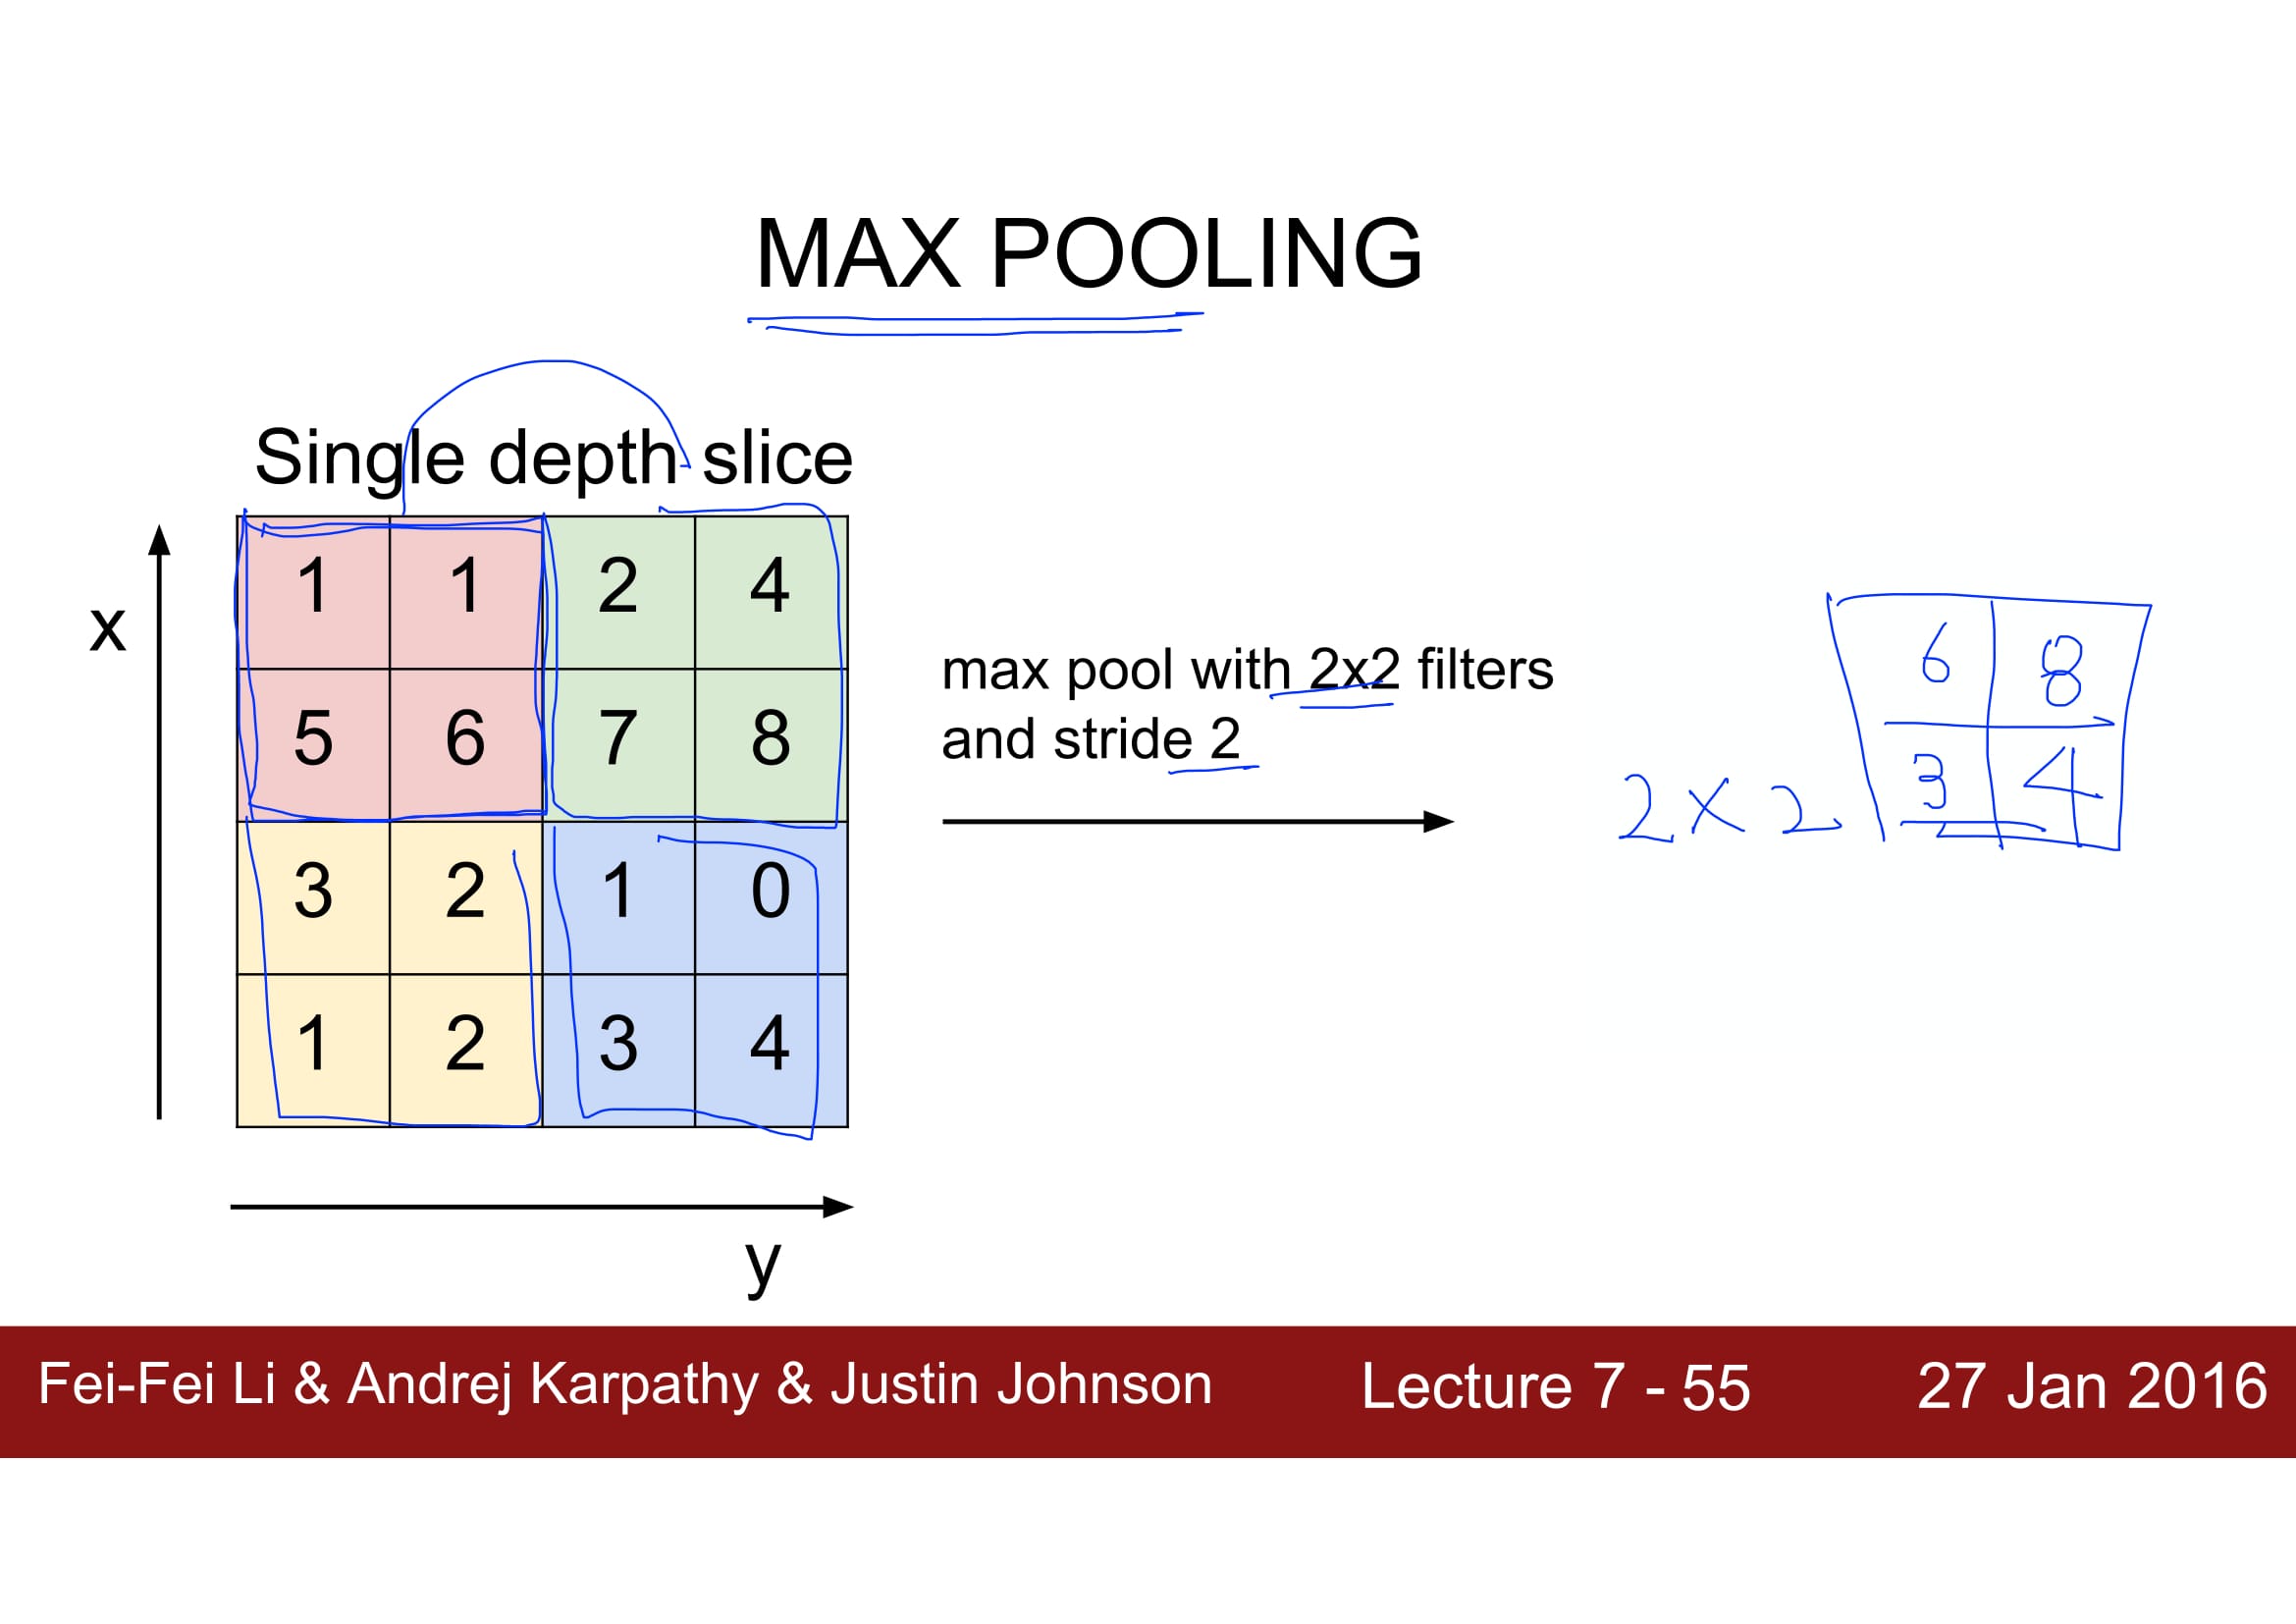 MAX POOLING
Single depth slice
x
1 1 2 4
5 6 7 8
3 2 1 0
1 2 3 4
y
max pool with 2x2 filters
and stride 2
2 x 2
6 8
3 4
Fei-Fei Li & Andrej Karpathy & Justin Johnson Lecture 7 - 55 27 Jan 2016